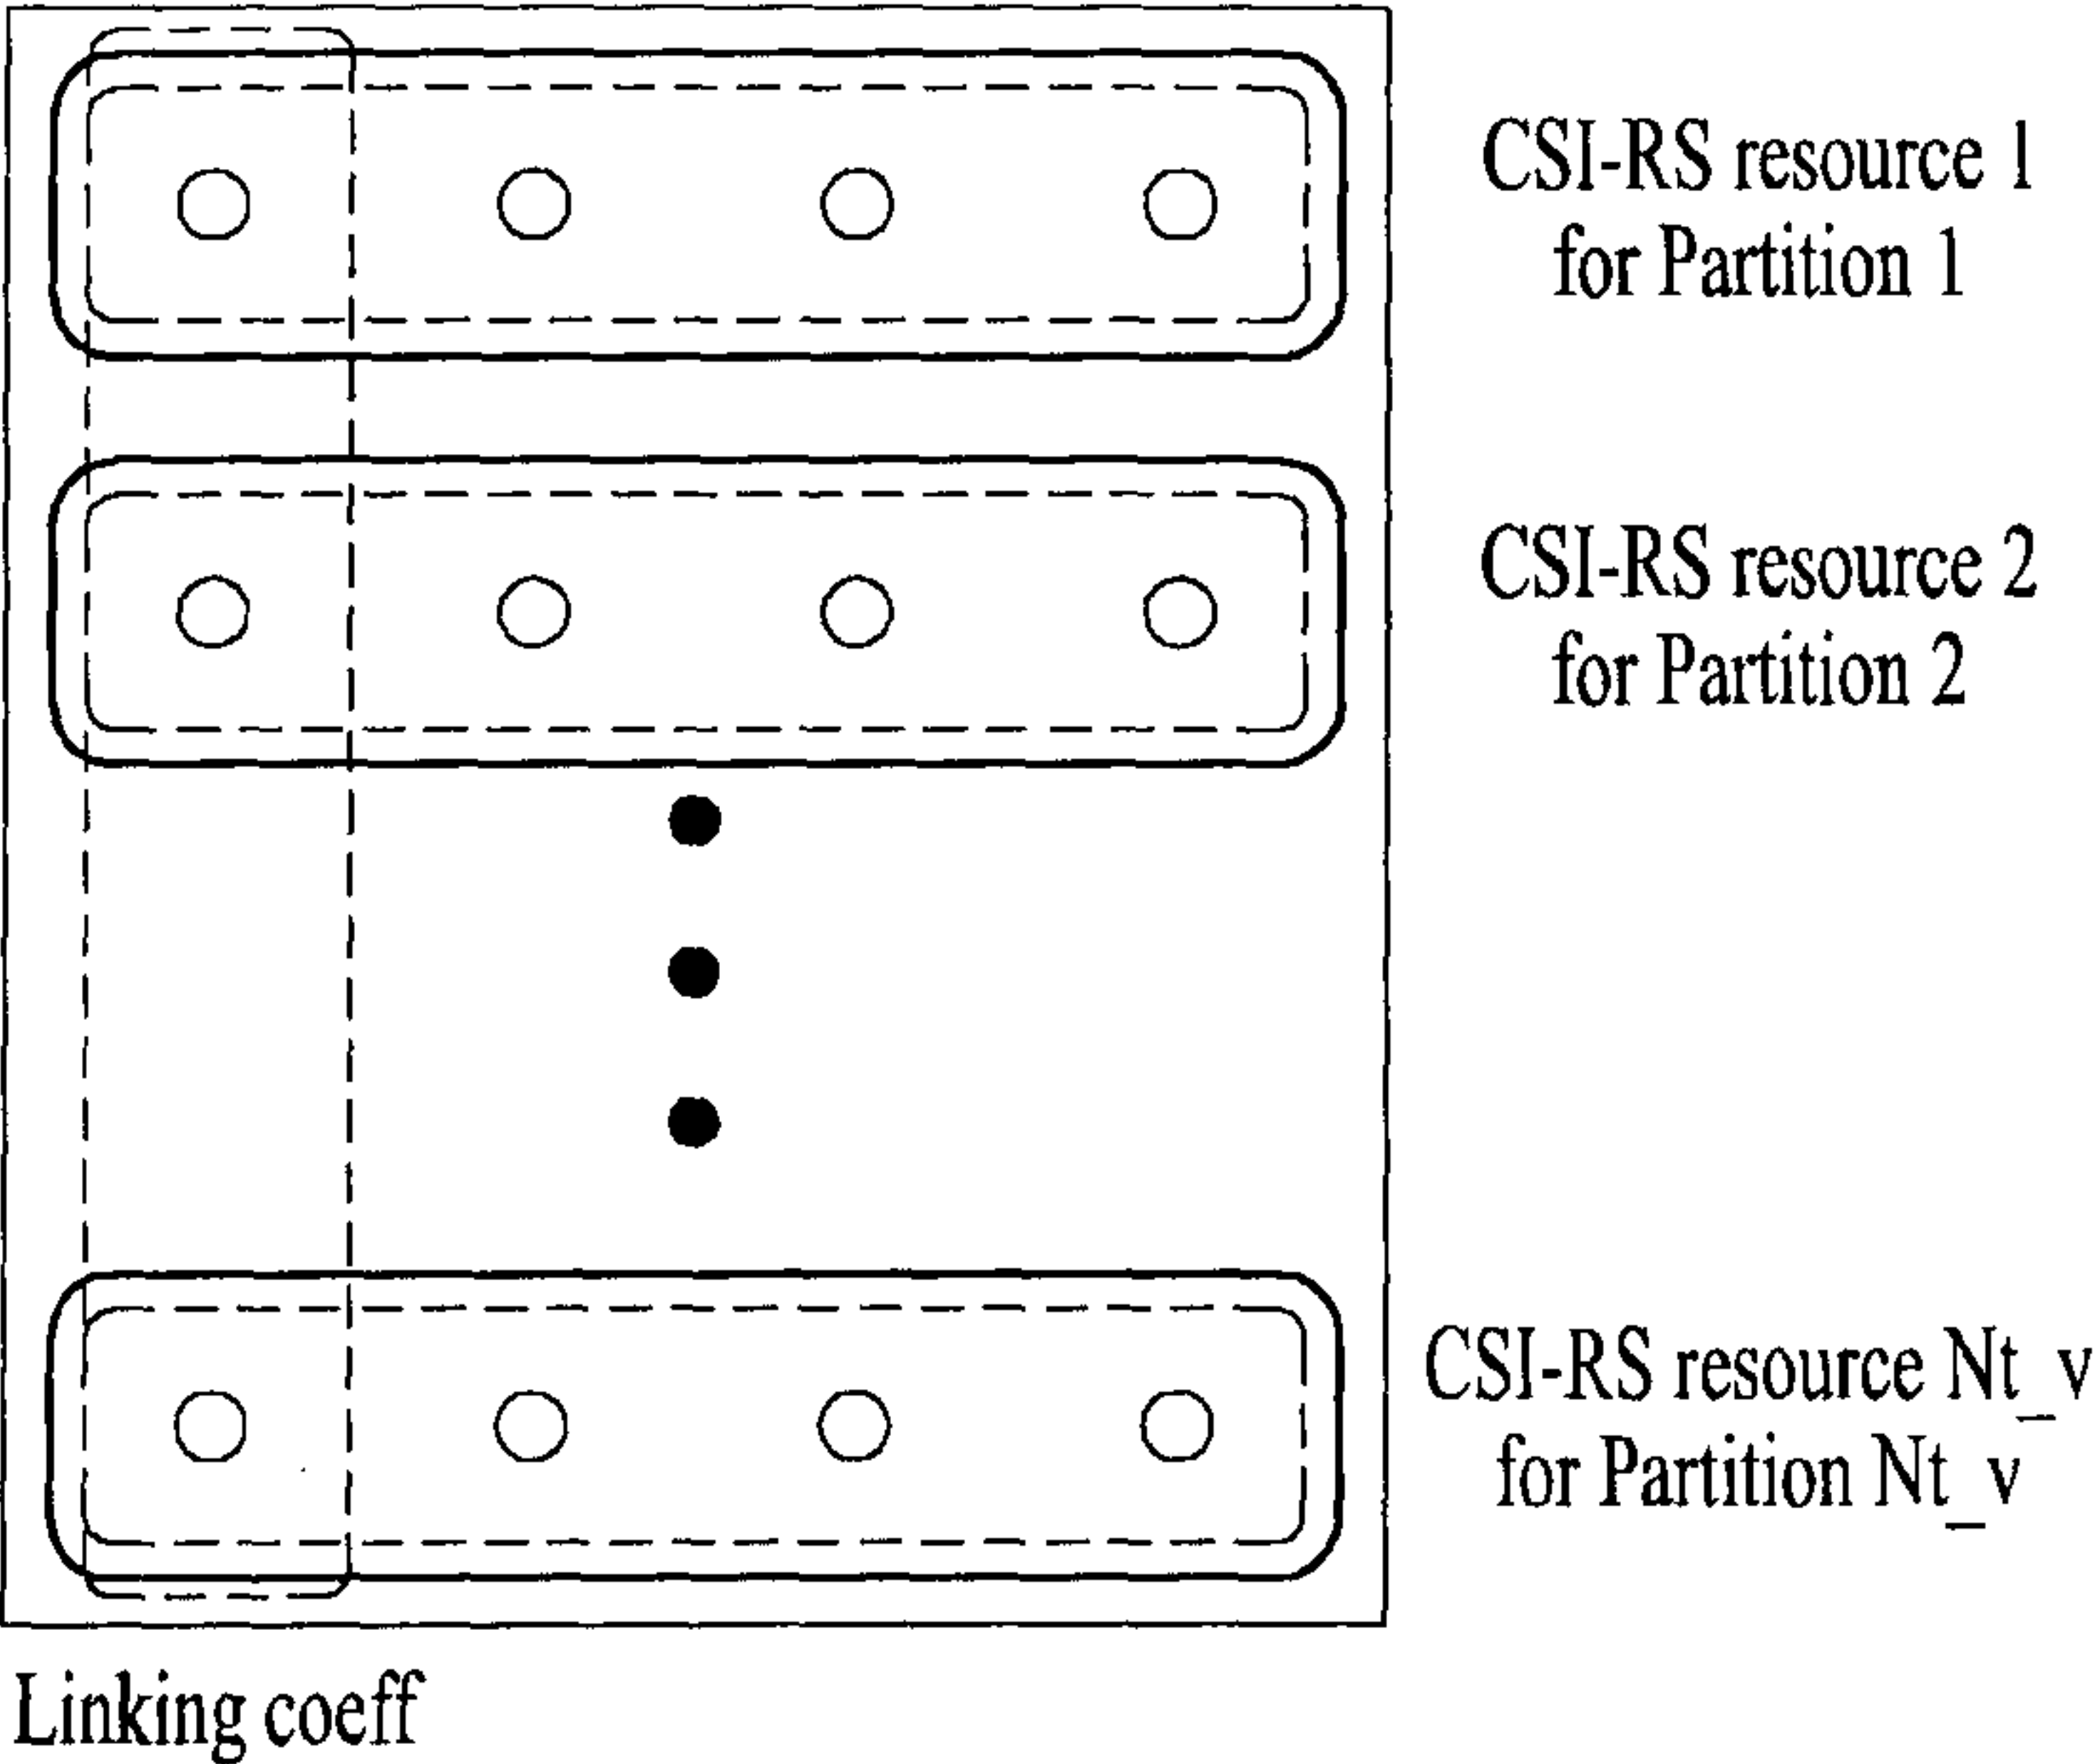 CSI-RS resource 1
for Partition 1
CSI-RS resource 2
for Partition 2
CSI-RS resource Nt_v
for Partition Nt_v
Linking coeff